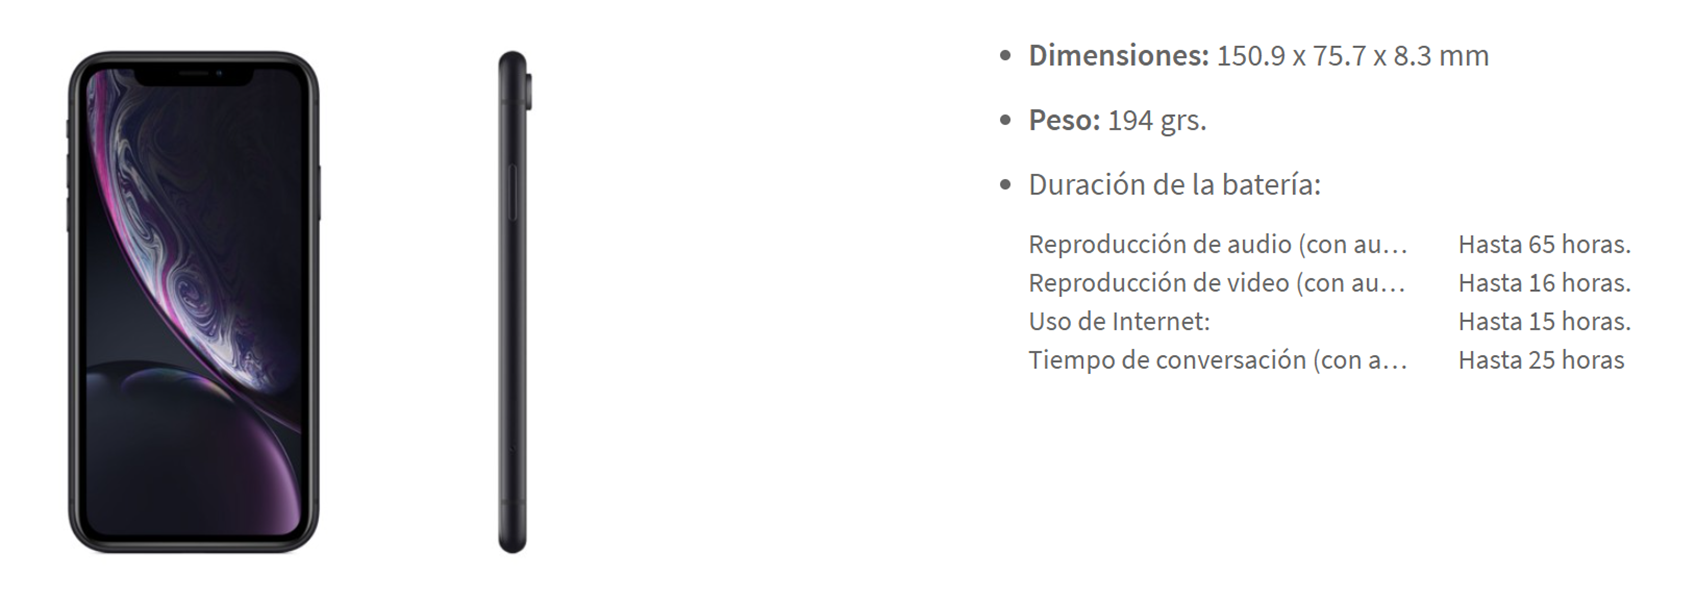 • Dimensiones: 150.9 x 75.7 x 8.3 mm
• Peso: 194 grs.
• Duración de la batería:
Reproducción de audio (con au… Hasta 65 horas.
Reproducción de video (con au… Hasta 16 horas.
Uso de Internet: Hasta 15 horas.
Tiempo de conversación (con a… Hasta 25 horas